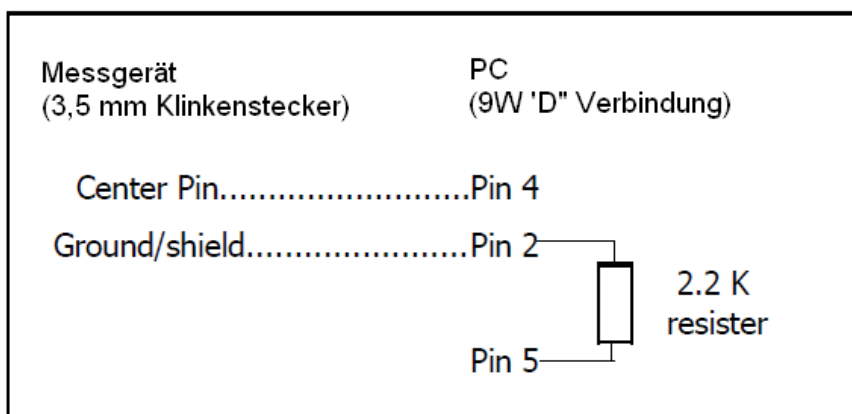 Messgerät
(3,5 mm Klinkenstecker)
PC
(9W 'D" Verbindung)
Center Pin..........................Pin 4
Ground/shield.......................Pin 2
2.2 K
resister
Pin 5